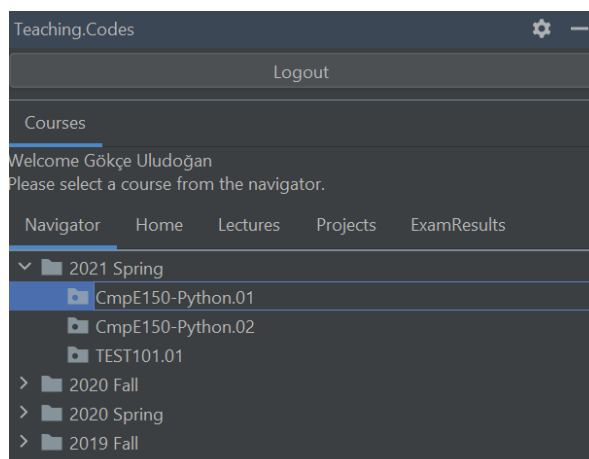 Teaching.Codes
Logout
Courses
Welcome Gökçe Uludoğan
Please select a course from the navigator.
Navigator Home Lectures Projects ExamResults
2021 Spring
CmpE150-Python.01
CmpE150-Python.02
TEST101.01
2020 Fall
2020 Spring
2019 Fall